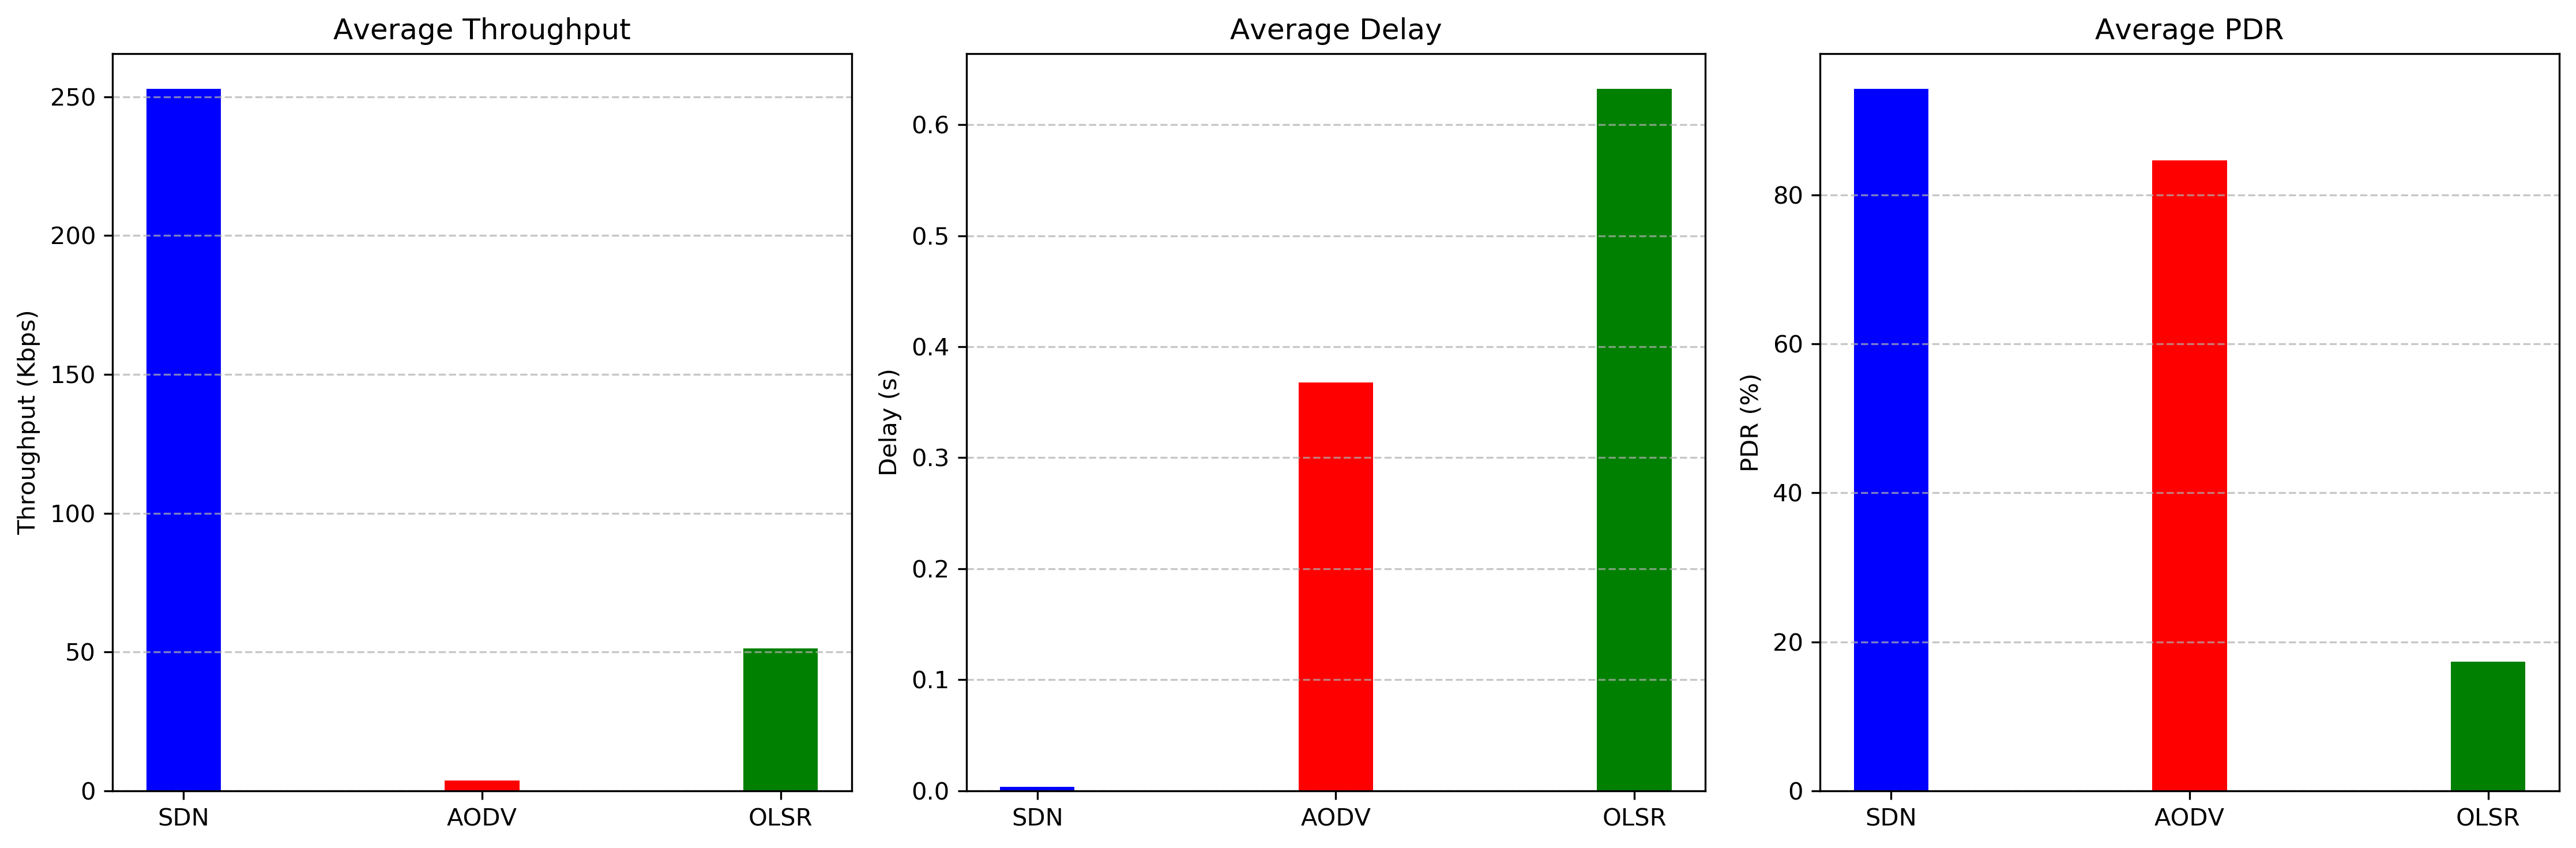 Average Throughput
Throughput (Kbps)
250
200
150
100
50
0
SDN AODV OLSR
Average Delay
Delay (s)
0.6
0.5
0.4
0.3
0.2
0.1
0.0
SDN AODV OLSR
Average PDR
PDR (%)
80
60
40
20
0
SDN AODV OLSR